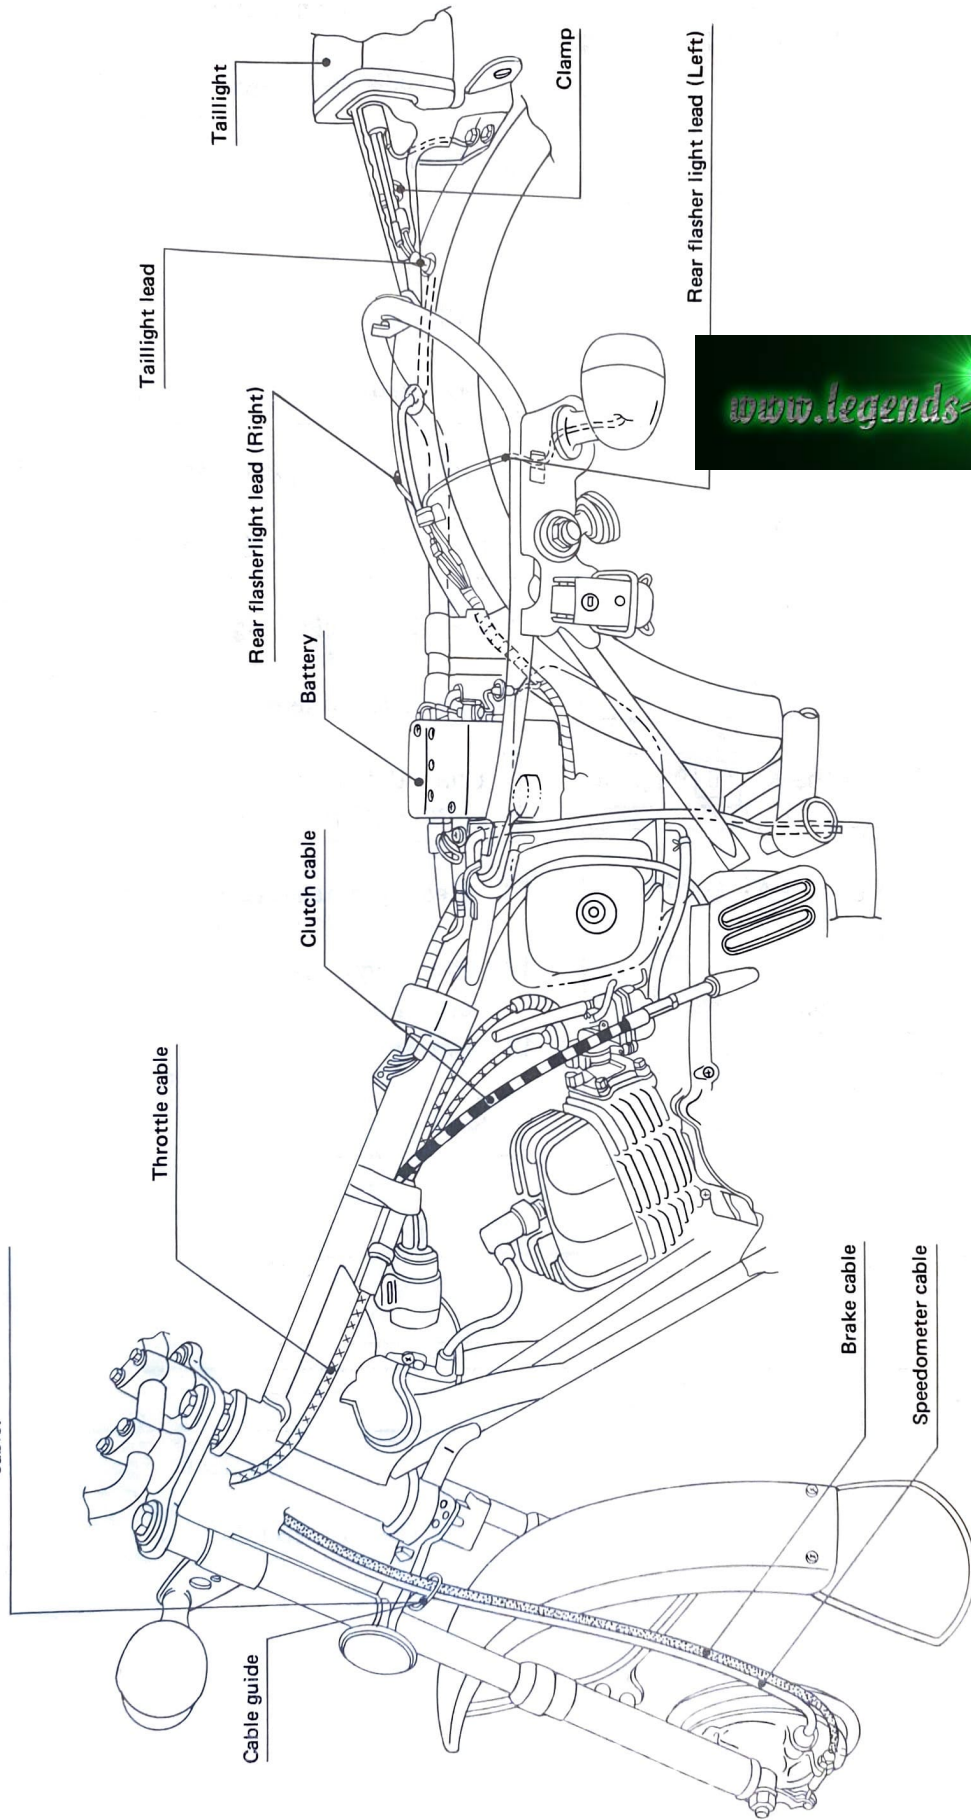 Taillight
Clamp
Taillight lead
Rear flasher light lead (Left)
Rear flasherlight lead (Right)
Battery
www.legends-
Clutch cable
Throttle cable
Brake cable
Speedometer cable
Cable guide